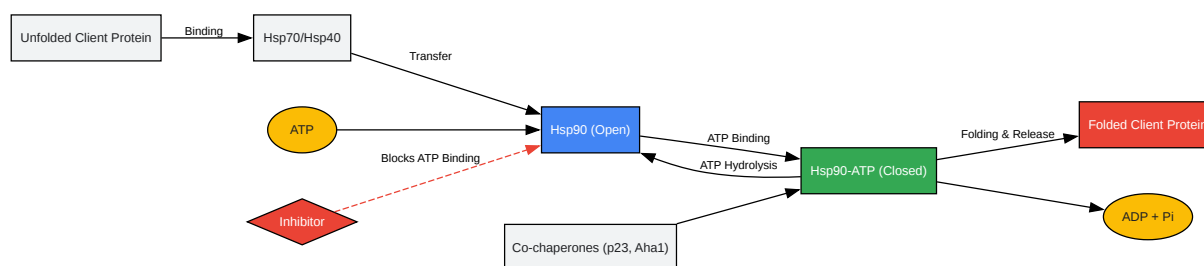 Unfolded Client Protein
Binding
Hsp70/Hsp40
Transfer
ATP
Hsp90 (Open)
Blocks ATP Binding
Inhibitor
ATP Binding
ATP Hydrolysis
Hsp90-ATP (Closed)
Co-chaperones (p23, Aha1)
Folding & Release
Folded Client Protein
ADP + Pi